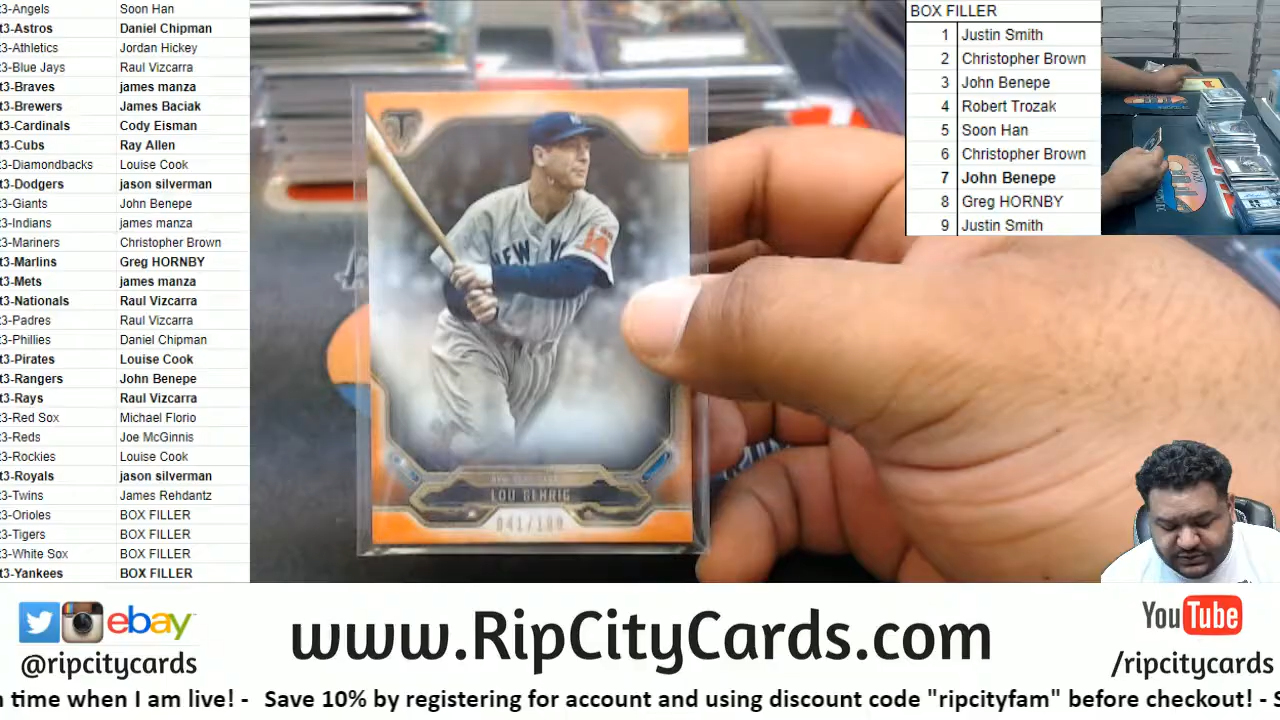 t3-Angels Soon Han
t3-Astros Daniel Chipman
t3-Athletics Jordan Hickey
t3-Blue Jays Raul Vizcarra
t3-Braves james manza
t3-Brewers James Baciak
t3-Cardinals Cody Eisman
t3-Cubs Ray Allen
t3-Diamondbacks Louise Cook
t3-Dodgers jason silverman
t3-Giants John Benepe
t3-Indians james manza
t3-Mariners Christopher Brown
t3-Marlins Greg HORNBY
t3-Mets james manza
t3-Nationals Raul Vizcarra
t3-Padres Raul Vizcarra
t3-Phillies Daniel Chipman
t3-Pirates Louise Cook
t3-Rangers John Benepe
t3-Rays Raul Vizcarra
t3-Red Sox Michael Florio
t3-Reds Joe McGinnis
t3-Rockies Louise Cook
t3-Royals jason silverman
t3-Twins James Rehdantz
t3-Orioles BOX FILLER
t3-Tigers BOX FILLER
t3-White Sox BOX FILLER
t3-Yankees BOX FILLER
NEW YORK
LOU GEHRIG
041/100
BOX FILLER
1 Justin Smith
2 Christopher Brown
3 John Benepe
4 Robert Trozak
5 Soon Han
6 Christopher Brown
7 John Benepe
8 Greg HORNBY
9 Justin Smith
ebay
@ripcitycards
www.RipCityCards.com
YouTube
/ripcitycards
n time when I am live! - Save 10% by registering for account and using discount code "ripcityfam" before checkout! - S